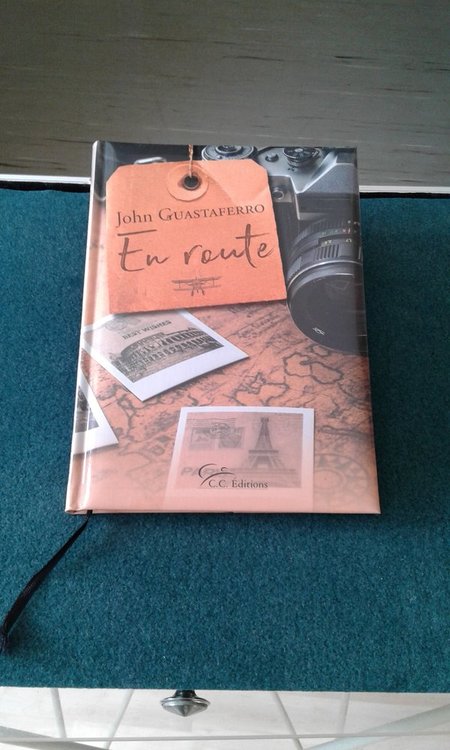 John Guastaferro
En route
BEST WISHES
C.C. Éditions